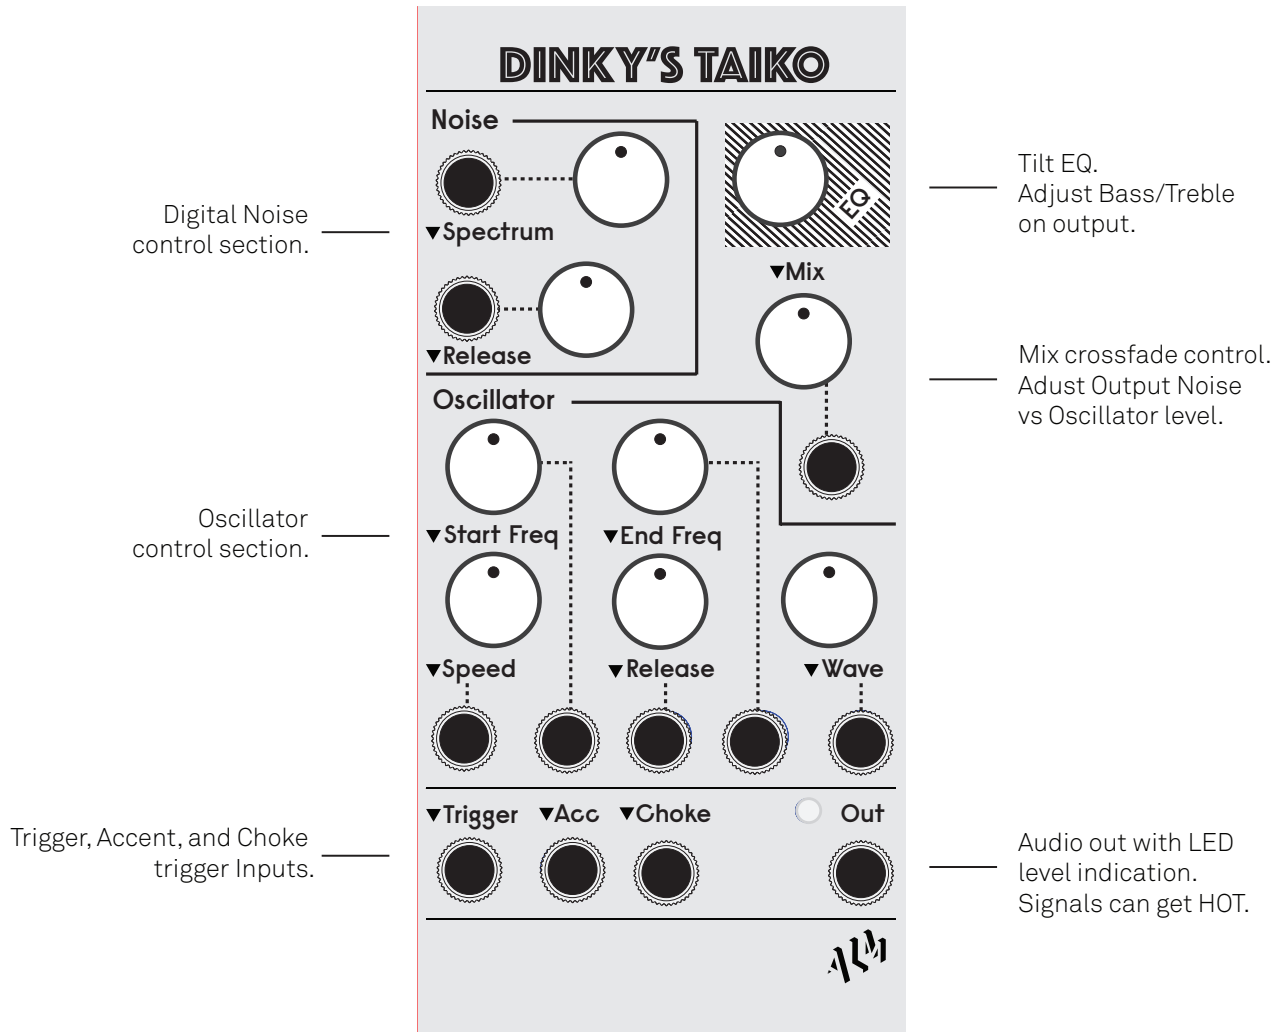 DINKY'S TAIKO
Noise
▼Spectrum
▼Release
EQ
▼Mix
Oscillator
▼Start Freq
▼End Freq
▼Speed
▼Release
▼Wave
▼Trigger
▼Acc
▼Choke
Out
ALM
Digital Noise
control section.
Oscillator
control section.
Trigger, Accent, and Choke
trigger Inputs.
Tilt EQ.
Adjust Bass/Treble
on output.
Mix crossfade control.
Adust Output Noise
vs Oscillator level.
Audio out with LED
level indication.
Signals can get HOT.